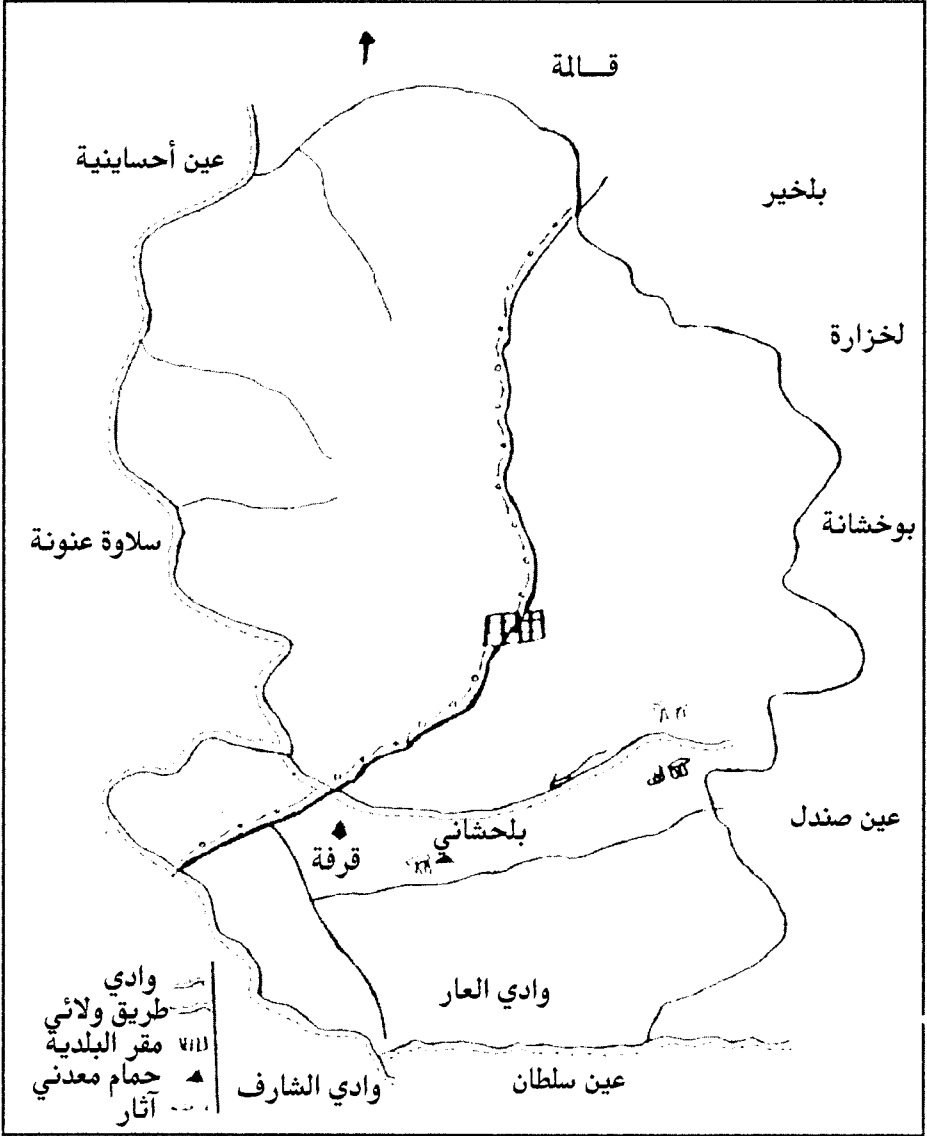 قـــالمة
عين أحساينية
بلخير
لخزارة
بوخشانة
سلاوة عنونة
عين صندل
بلحشاني
قرفة
وادي العار
وادي
طريق ولائي
مقر البلدية
حمام معدني
آثار
وادي الشارف
عين سلطان